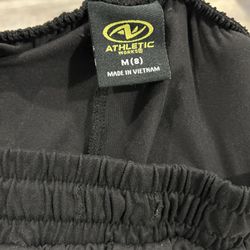 ATHLETIC
WORKS®
M (8)
MADE IN VIETNAM